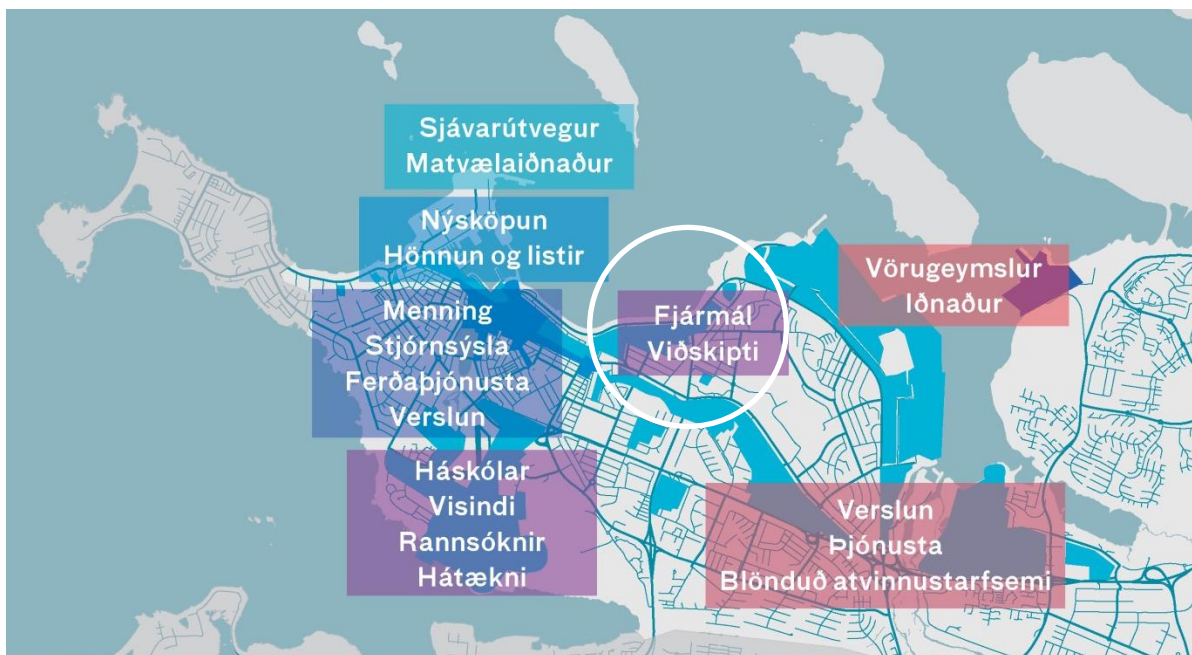 Sjávarútvegur
Matvælaiðnaður
Nýsköpun
Hönnun og listir
Menning
Stjórnsýsla
Ferðaþjónusta
Verslun
Háskólar
Visindi
Rannsóknir
Hátækni
Fjármál
Viðskipti
Vörugeymslur
Iðnaður
Verslun
Þjónusta
Blönduð atvinnustarfsemi